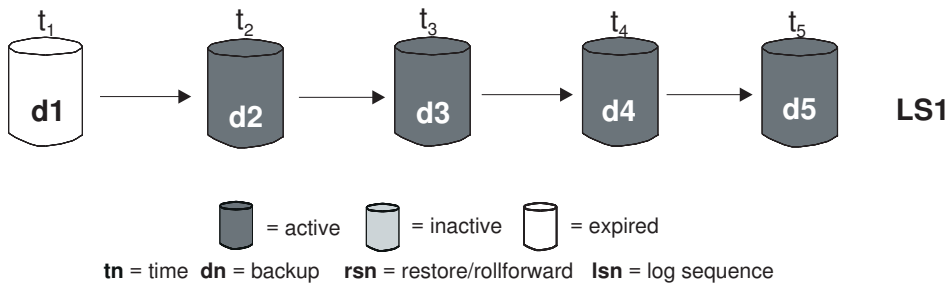 t1 t2 t3 t4 t5
d1 d2 d3 d4 d5 LS1
= active = inactive = expired
tn = time dn = backup rsn = restore/rollforward lsn = log sequence